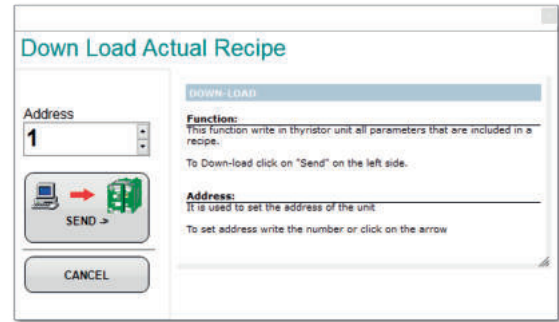 Down Load Actual Recipe
Address
1
SEND ->
CANCEL
DOWN-LOAD
Function:
This function write in thyristor unit all parameters that are included in a
recipe.
To Down-load click on "Send" on the left side.
Address:
It is used to set the address of the unit
To set address write the number or click on the arrow